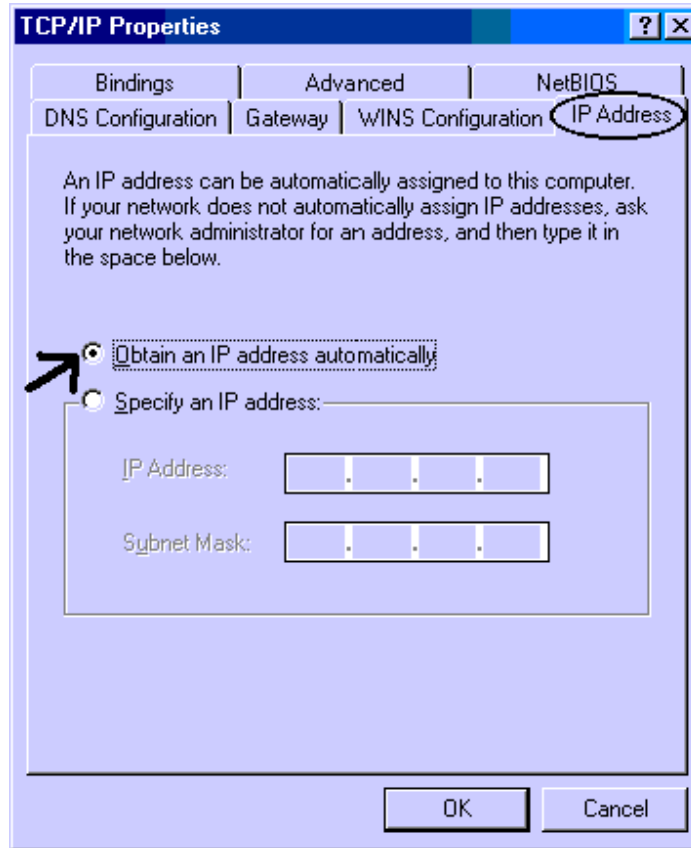 TCP/IP Properties
? X
Bindings Advanced NetBIOS
DNS Configuration Gateway WINS Configuration IP Address
An IP address can be automatically assigned to this computer.
If your network does not automatically assign IP addresses, ask
your network administrator for an address, and then type it in
the space below.
Obtain an IP address automatically
Specify an IP address:
IP Address:
. . .
Subnet Mask:
. . .
OK Cancel